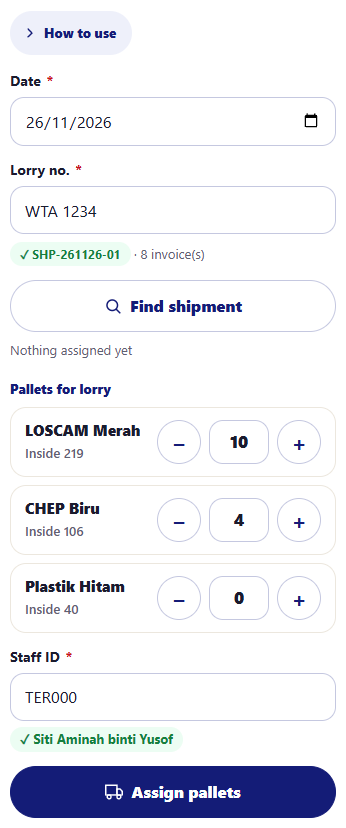 How to use
Date *
26/11/2026
Lorry no. *
WTA 1234
✓ SHP-261126-01 · 8 invoice(s)
Find shipment
Nothing assigned yet
Pallets for lorry
LOSCAM Merah
Inside 219
− 10 +
CHEP Biru
Inside 106
− 4 +
Plastik Hitam
Inside 40
− 0 +
Staff ID *
TER000
✓ Siti Aminah binti Yusof
Assign pallets